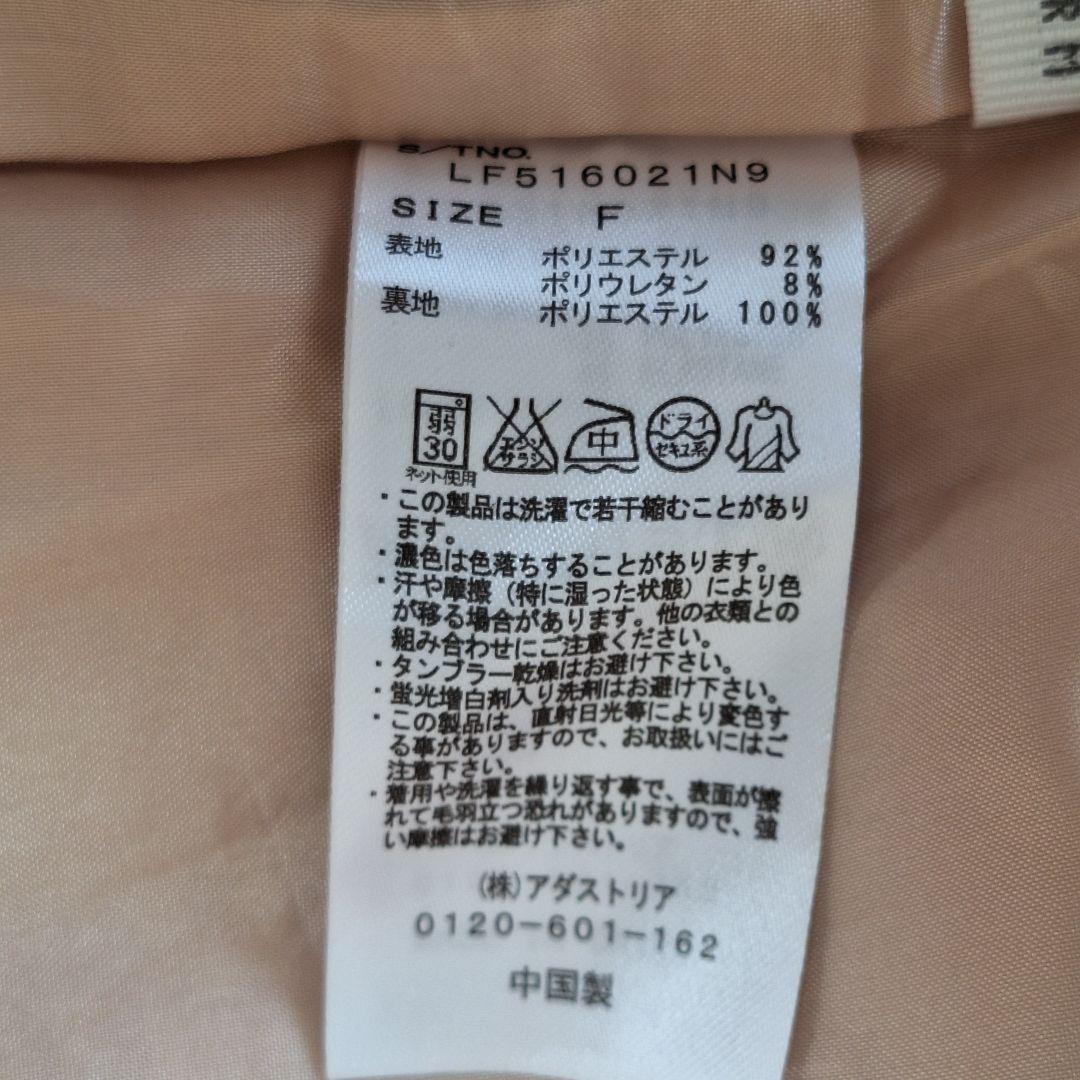 RM
S/TNO.
LF516021N9
SIZE F
表地 ポリエステル 92%
ポリウレタン 8%
裏地 ポリエステル 100%
弱 30 エンソサラシ 中 ドライ セキユ系
ネット使用
・この製品は洗濯で若干縮むことがあり
ます。
・濃色は色落ちすることがあります。
・汗や摩擦(特に湿った状態)により色
が移る場合があります。他の衣類との
組み合わせにご注意ください。
・タンブラー乾燥はお避け下さい。
・蛍光増白剤入り洗剤はお避け下さい。
・この製品は、直射日光等により変色す
る事がありますので、お取扱いにはご
注意下さい。
・着用や洗濯を繰り返す事で、表面が擦
れて毛羽立つ恐れがありますので、強
い摩擦はお避け下さい。
(株)アダストリア
0120-601-162
中国製